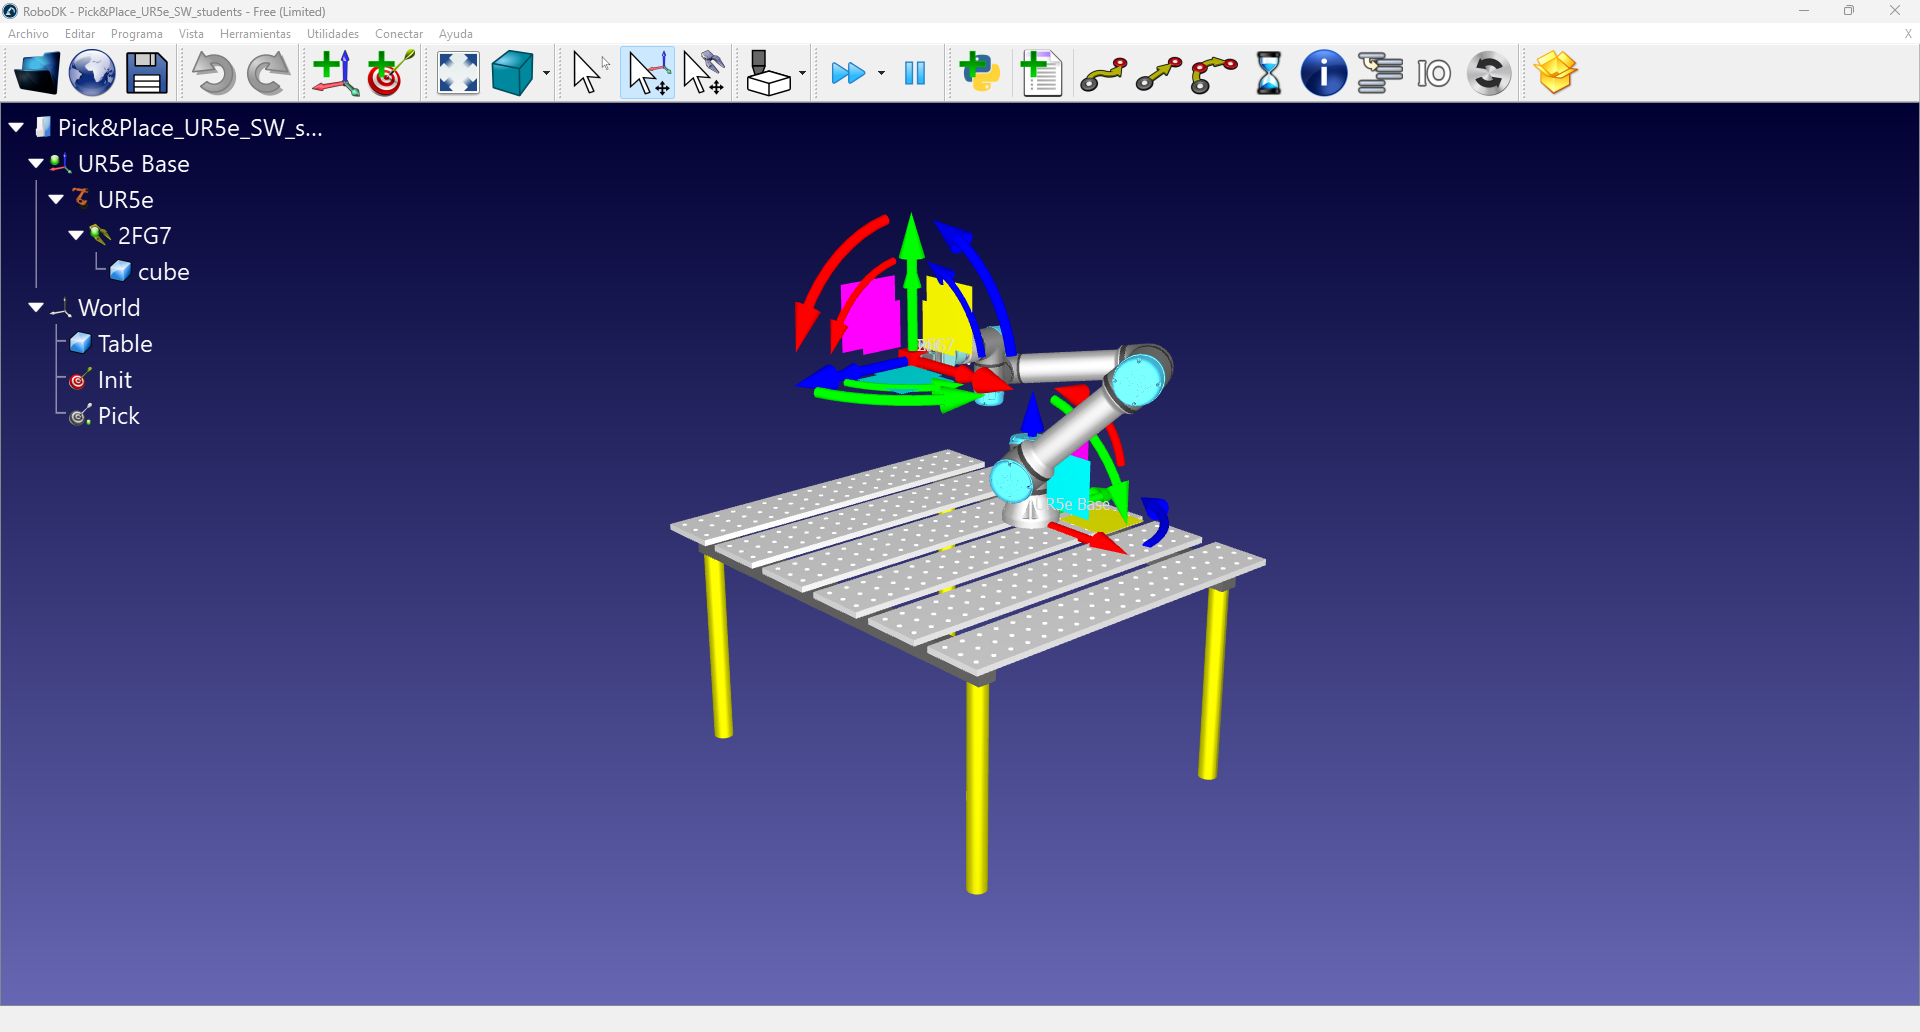 RoboDK - Pick&Place_UR5e_SW_students - Free (Limited)
Archivo Editar Programa Vista Herramientas Utilidades Conectar Ayuda X
IO
Pick&Place_UR5e_SW_s...
UR5e Base
UR5e
2FG7
cube
World
Table
Init
Pick
UR5e Base